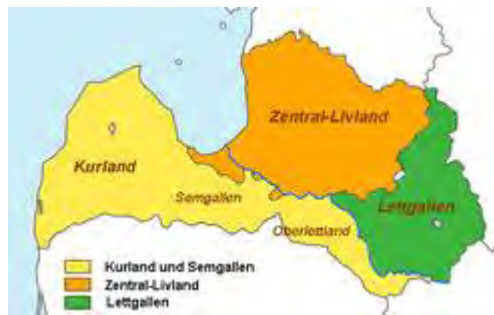 Zentral-Livland
Kurland
Semgallen
Lettgallen
Oberlettland
Kurland und Semgallen
Zentral-Livland
Lettgallen